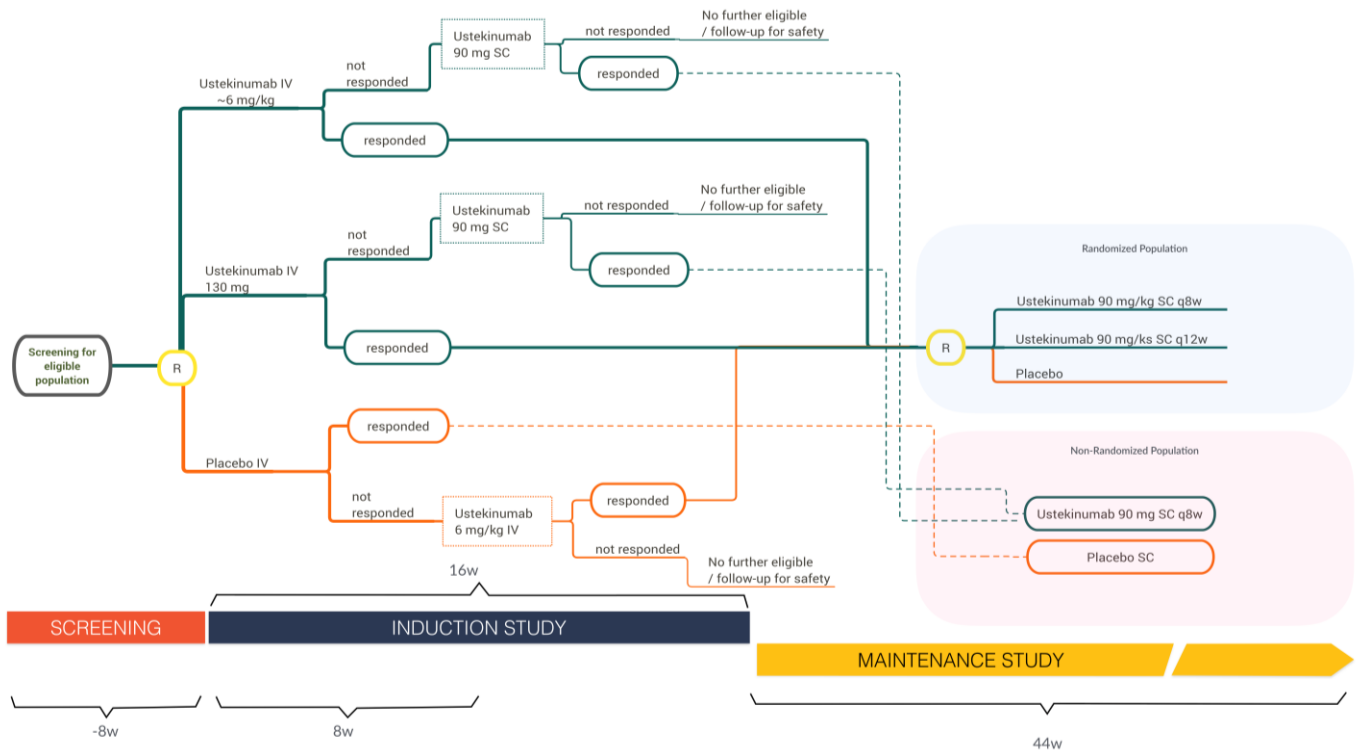 No further eligible
/ follow-up for safety
not responded
Ustekinumab
90 mg SC
not
responded
responded
Ustekinumab IV
~6 mg/kg
responded
No further eligible
/ follow-up for safety
not responded
Ustekinumab
90 mg SC
not
responded
responded
Ustekinumab IV
130 mg
responded
Randomized Population
Ustekinumab 90 mg/kg SC q8w
Ustekinumab 90 mg/ks SC q12w
Placebo
R
Screening for
eligible
population
R
responded
Placebo IV
not
responded
Ustekinumab
6 mg/kg IV
responded
not responded
No further eligible
/ follow-up for safety
Non-Randomized Population
Ustekinumab 90 mg SC q8w
Placebo SC
16w
SCREENING
INDUCTION STUDY
MAINTENANCE STUDY
-8w
8w
44w